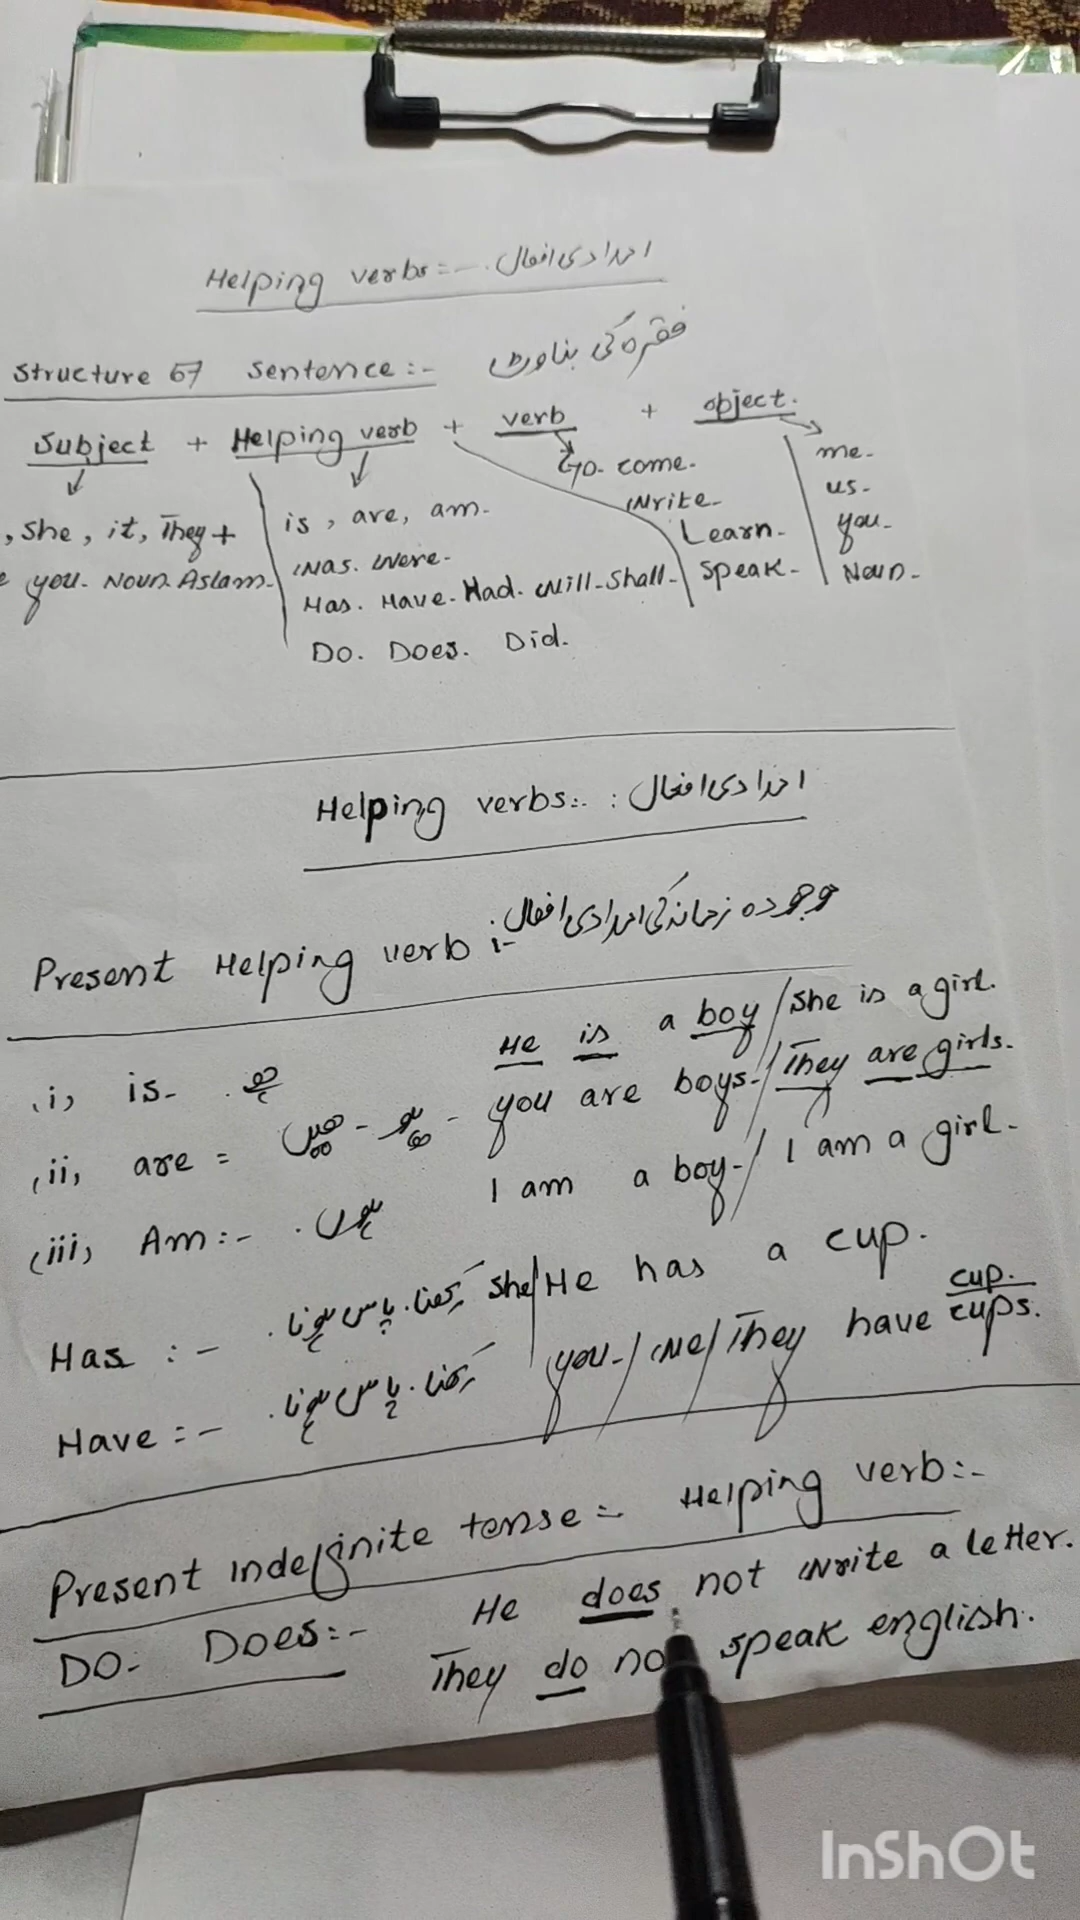 Helping verbs:- امدادی افعال
Structure of sentence:- فقرہ کی بناوٹ
Subject + Helping verb + verb + object.
Go. come. me.
, She, it, They + is, are, am. Write. us.
you. Noun. Aslam. Was. Were. Learn. you.
Has. Have. Had. Will. Shall. Speak. Noun.
Do. Does. Did.
Helping verbs:: امدادی افعال
Present Helping verb :- موجودہ زمانہ کی امدادی افعال
(i) is- ہے He is a boy/She is a girl.
(ii) are = ہیں - ہو - you are boys-/They are girls.
(iii) Am:- ہوں. I am a boy-/I am a girl.
Has :- رکھنا. پاس ہونا. She/He has a cup.
Have :- رکھنا. پاس ہونا. you-/We/They have cup. cups.
Present indefinite tense:- Helping verb:-
DO- DOES:- He does not write a letter.
They do not speak english.
InShOt